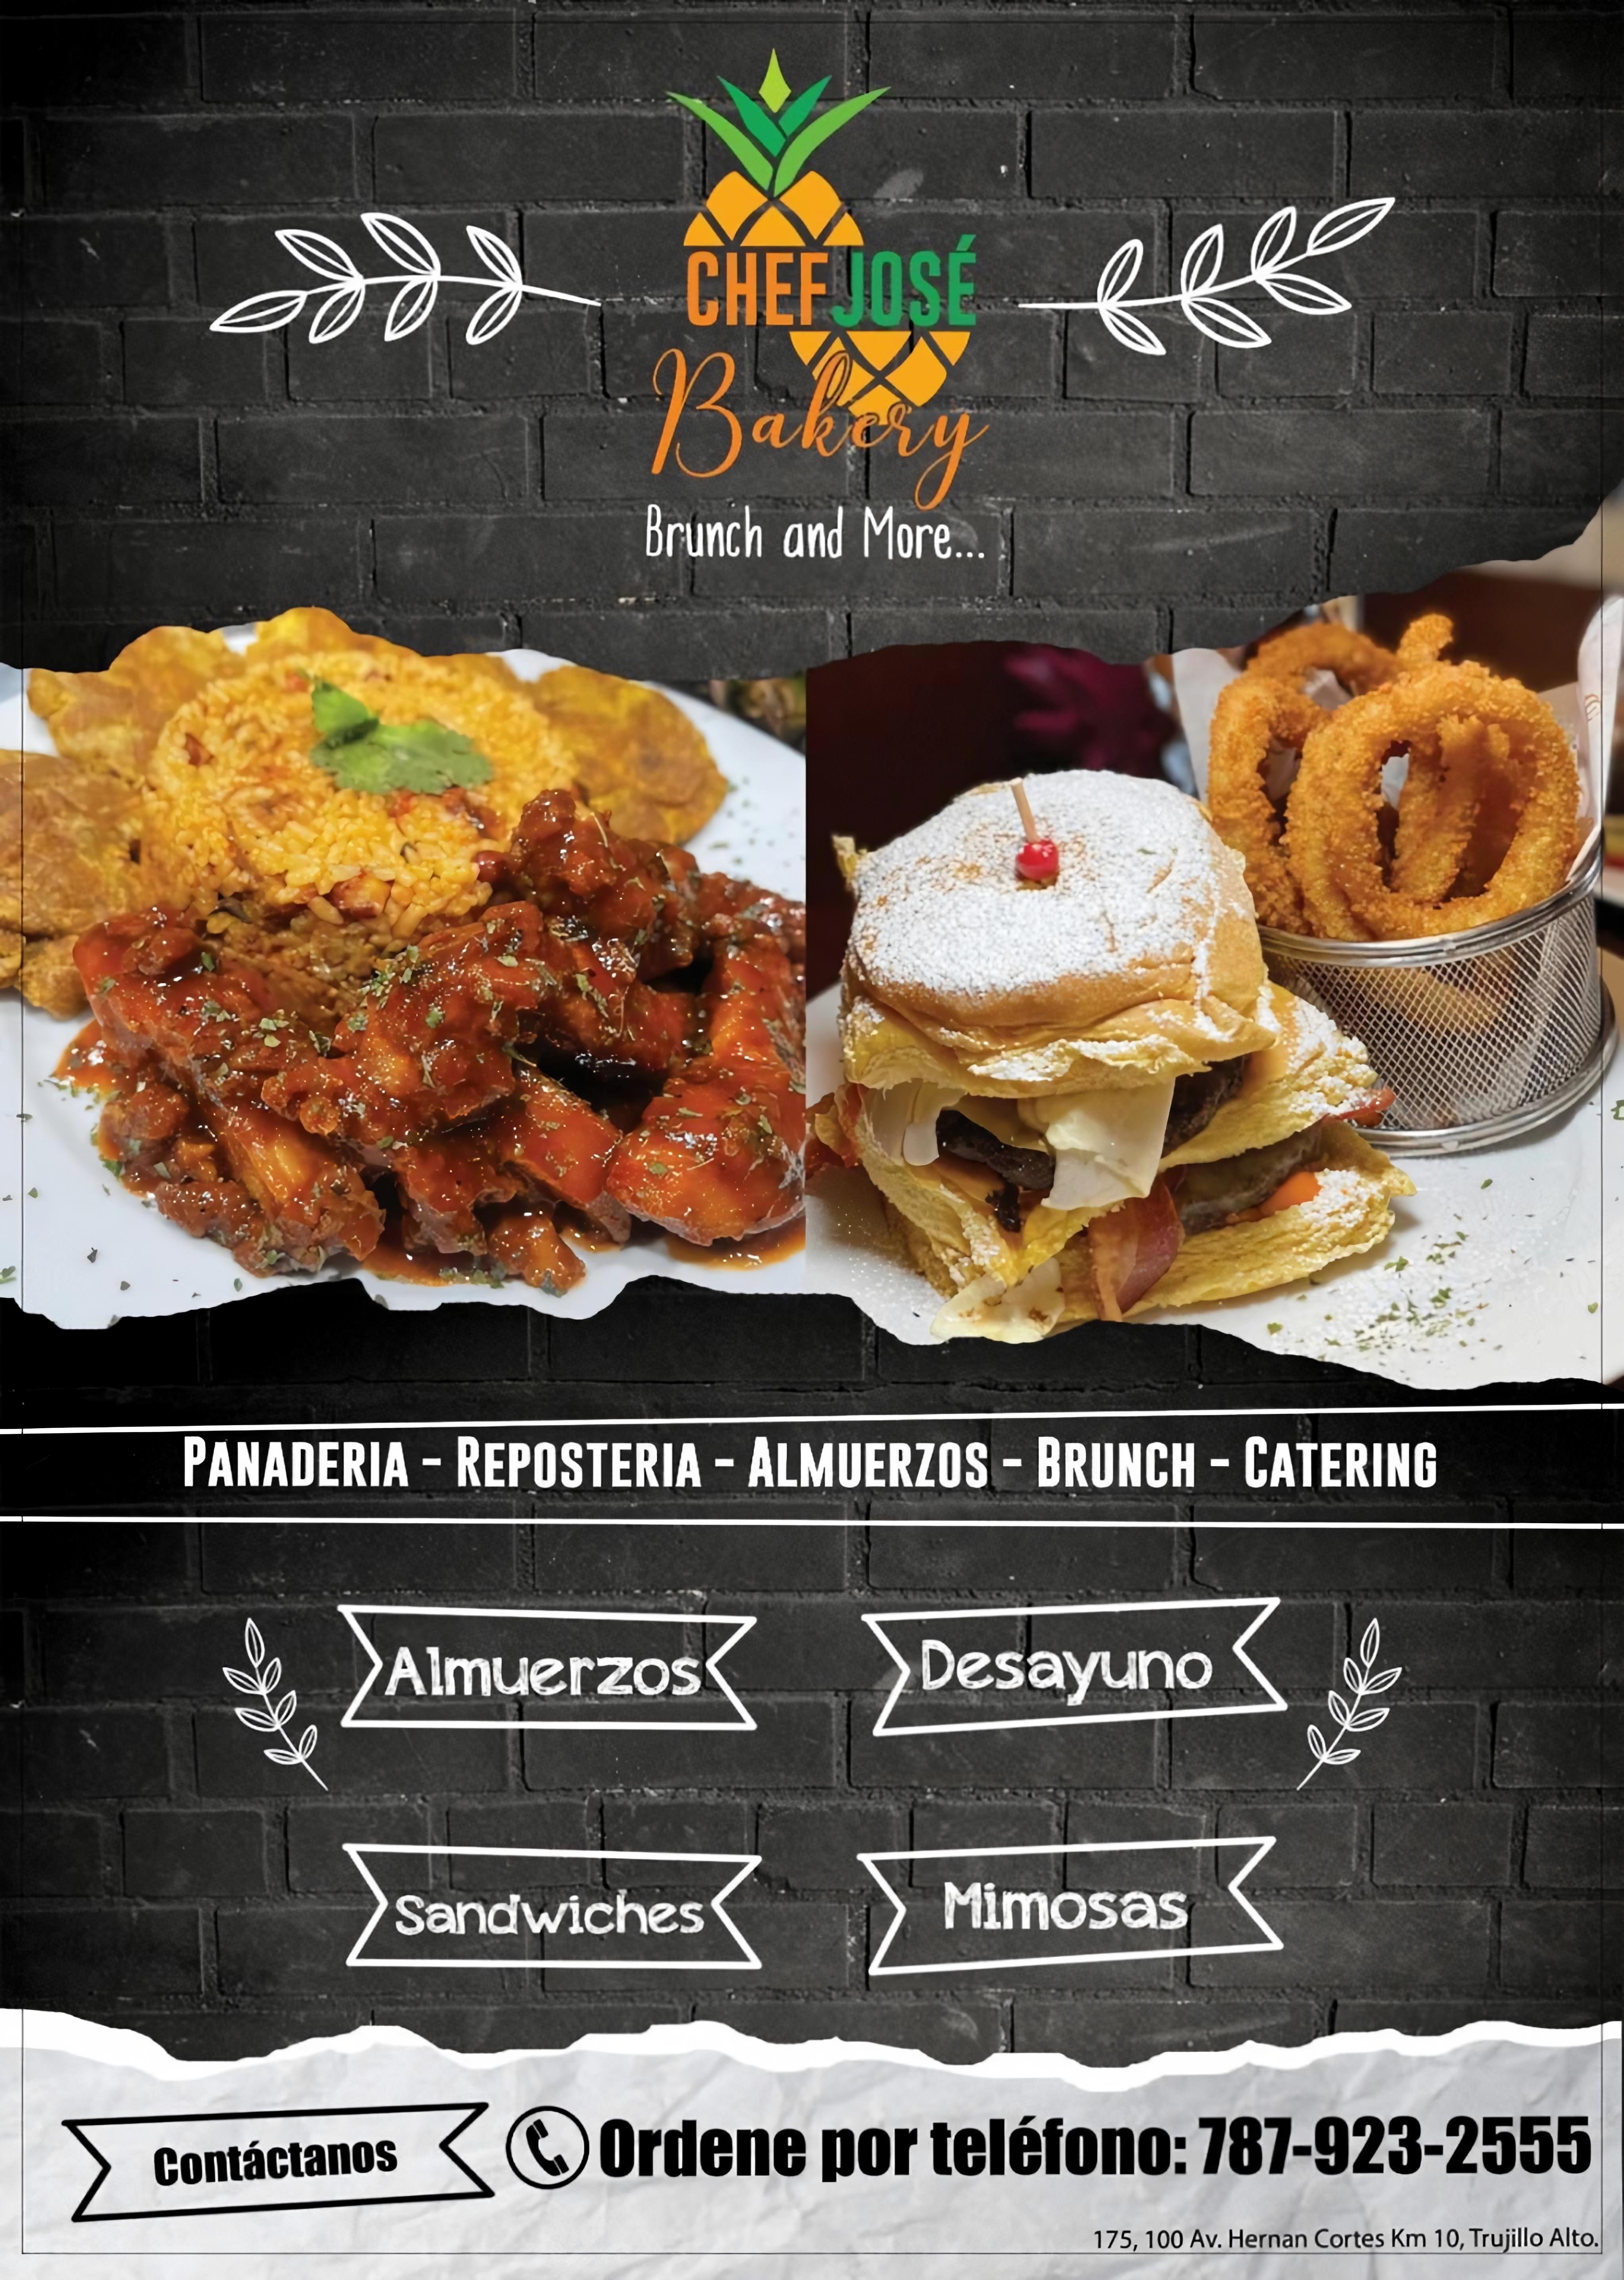 CHEF JOSÉ
Bakery
Brunch and More...
PANADERIA - REPOSTERIA - ALMUERZOS - BRUNCH - CATERING
Almuerzos
Desayuno
Sandwiches
Mimosas
Contáctanos
Ordene por teléfono: 787-923-2555
175, 100 Av. Hernan Cortes Km 10, Trujillo Alto.